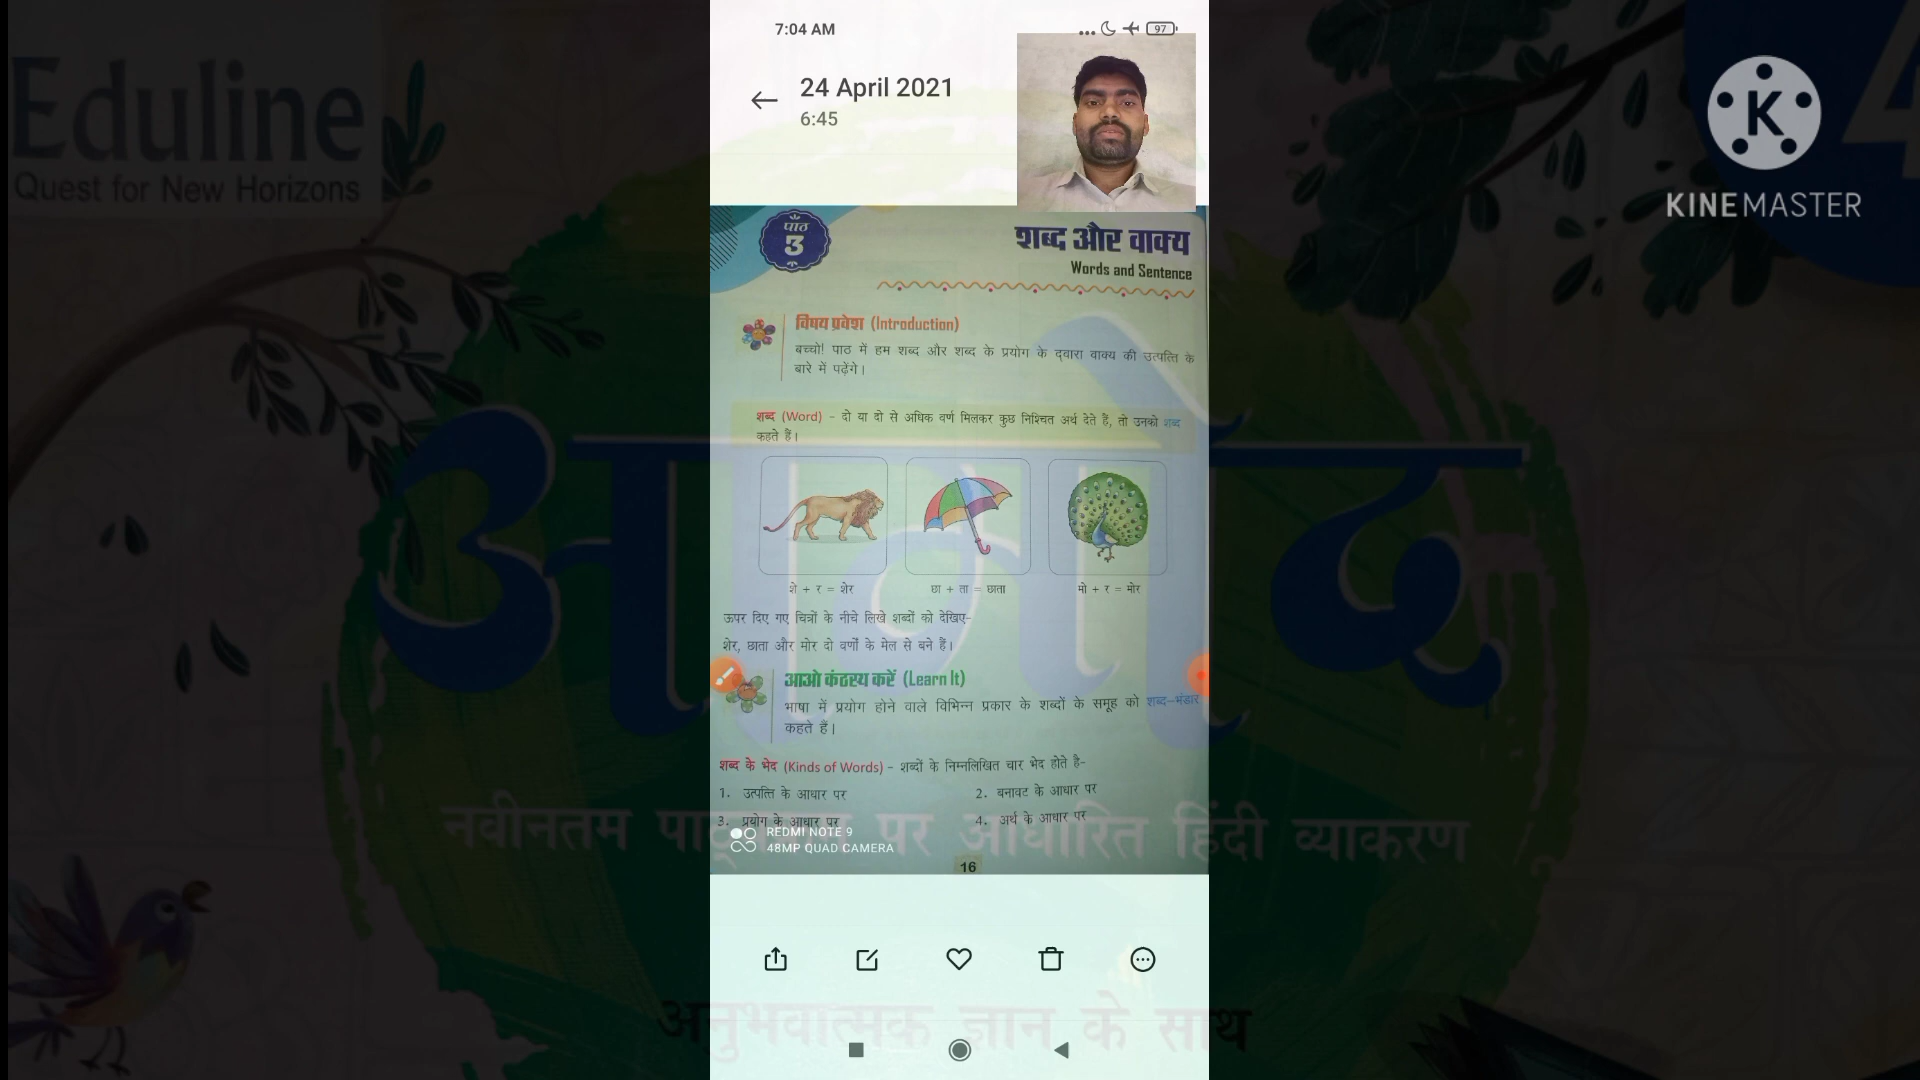 Eduline
Quest for New Horizons
4
KINEMASTER
7:04 AM
97
24 April 2021
6:45
पाठ
3
शब्द और वाक्य
Words and Sentence
विषय प्रवेश (Introduction)
बच्चो! पाठ में हम शब्द और शब्द के प्रयोग के द्वारा वाक्य की उत्पत्ति के
बारे में पढ़ेंगे।
शब्द (Word) - दो या दो से अधिक वर्ण मिलकर कुछ निश्चित अर्थ देते हैं, तो उनको शब्द
कहते हैं।
शे + र = शेर
छा + ता = छाता
मो + र = मोर
ऊपर दिए गए चित्रों के नीचे लिखे शब्दों को देखिए-
शेर, छाता और मोर दो वर्णों के मेल से बने हैं।
आओ कंठस्थ करें (Learn It)
भाषा में प्रयोग होने वाले विभिन्न प्रकार के शब्दों के समूह को शब्द-भंडार
कहते हैं।
शब्द के भेद (Kinds of Words) - शब्दों के निम्नलिखित चार भेद होते हैं-
1. उत्पत्ति के आधार पर
2. बनावट के आधार पर
3. प्रयोग के आधार पर
4. अर्थ के आधार पर
REDMI NOTE 9
48MP QUAD CAMERA
16
नवीनतम पर आधारित हिंदी व्याकरण
अनुभवात्मक ज्ञान के साथ